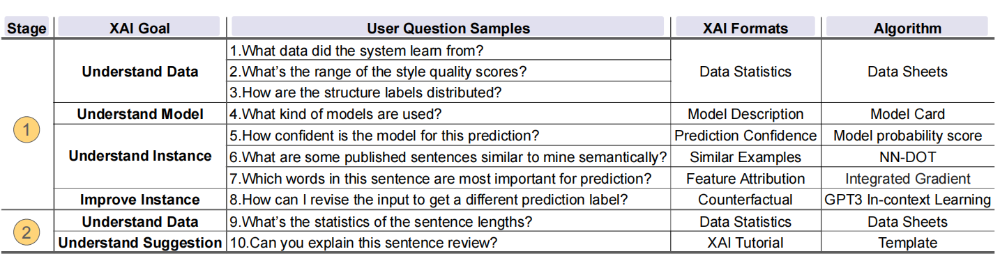 Stage XAI Goal User Question Samples XAI Formats Algorithm
1.What data did the system learn from?
Understand Data 2.What's the range of the style quality scores? Data Statistics Data Sheets
3.How are the structure labels distributed?
Understand Model 4.What kind of models are used? Model Description Model Card
1
5.How confident is the model for this prediction? Prediction Confidence Model probability score
Understand Instance 6.What are some published sentences similar to mine semantically? Similar Examples NN-DOT
7.Which words in this sentence are most important for prediction? Feature Attribution Integrated Gradient
Improve Instance 8.How can I revise the input to get a different prediction label? Counterfactual GPT3 In-context Learning
2
Understand Data 9.What's the statistics of the sentence lengths? Data Statistics Data Sheets
Understand Suggestion 10.Can you explain this sentence review? XAI Tutorial Template